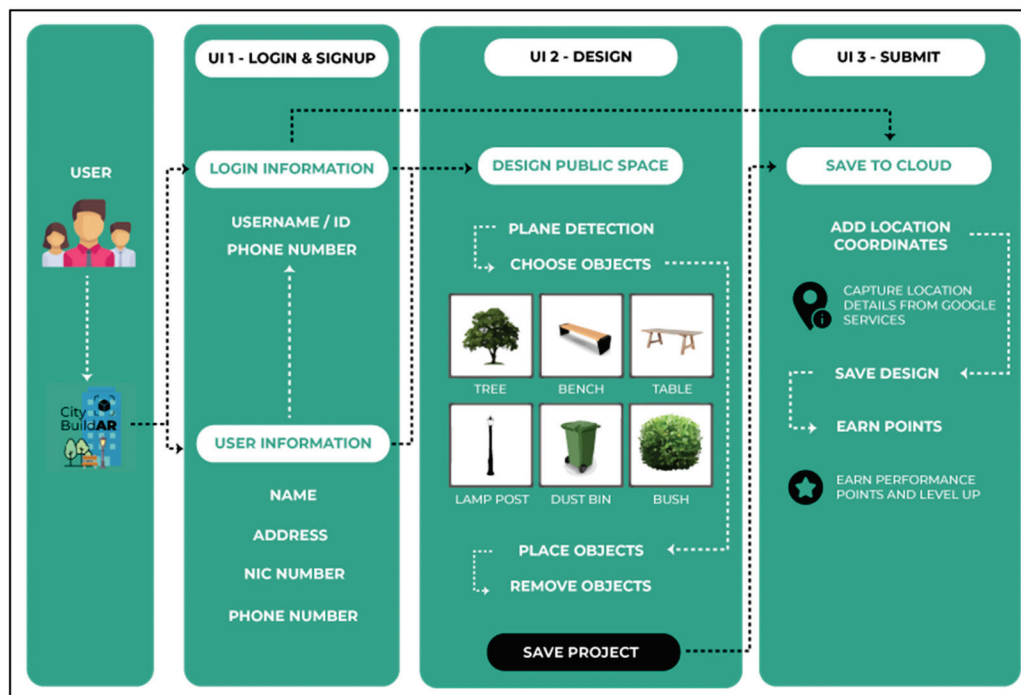 USER
City
BuildAR
UI 1 - LOGIN & SIGNUP
LOGIN INFORMATION
USERNAME / ID
PHONE NUMBER
USER INFORMATION
NAME
ADDRESS
NIC NUMBER
PHONE NUMBER
UI 2 - DESIGN
DESIGN PUBLIC SPACE
PLANE DETECTION
CHOOSE OBJECTS
TREE BENCH TABLE
LAMP POST DUST BIN BUSH
PLACE OBJECTS
REMOVE OBJECTS
SAVE PROJECT
UI 3 - SUBMIT
SAVE TO CLOUD
ADD LOCATION
COORDINATES
CAPTURE LOCATION
DETAILS FROM GOOGLE
SERVICES
SAVE DESIGN
EARN POINTS
EARN PERFORMANCE
POINTS AND LEVEL UP